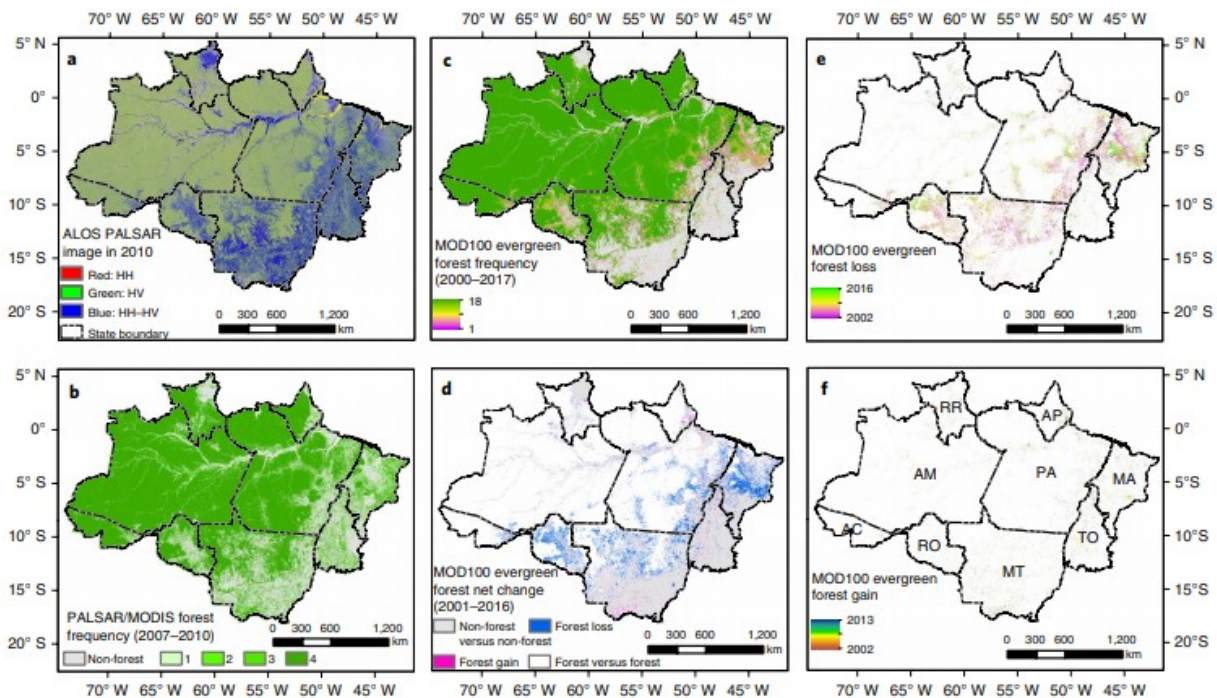 70° W 65° W 60° W 55° W 50° W 45° W 70° W 65° W 60° W 55° W 50° W 45° W 70° W 65° W 60° W 55° W 50° W 45° W
5° N
0°
5° S
10° S
15° S
20° S
a
ALOS PALSAR
image in 2010
Red: HH
Green: HV
Blue: HH–HV
State boundary
0 300 600 1,200
km
c
MOD100 evergreen
forest frequency
(2000–2017)
18
1
0 300 600 1,200
km
e
MOD100 evergreen
forest loss
2016
2002
0 300 600 1,200
km
5° N
0°
5° S
10° S
15° S
20° S
5° N
0°
5° S
10° S
15° S
20° S
b
PALSAR/MODIS forest
frequency (2007–2010)
Non-forest 1 2 3 4
0 300 600 1,200
km
d
MOD100 evergreen
forest net change
(2001–2016)
Non-forest
versus non-forest
Forest loss
Forest gain
Forest versus forest
0 300 600 1,200
km
f
RR
AP
AM
PA
MA
AC
RO
TO
MT
MOD100 evergreen
forest gain
2013
2002
0 300 600 1,200
km
5° N
0°
5° S
10° S
15° S
20° S
70° W 65° W 60° W 55° W 50° W 45° W 70° W 65° W 60° W 55° W 50° W 45° W 70° W 65° W 60° W 55° W 50° W 45° W